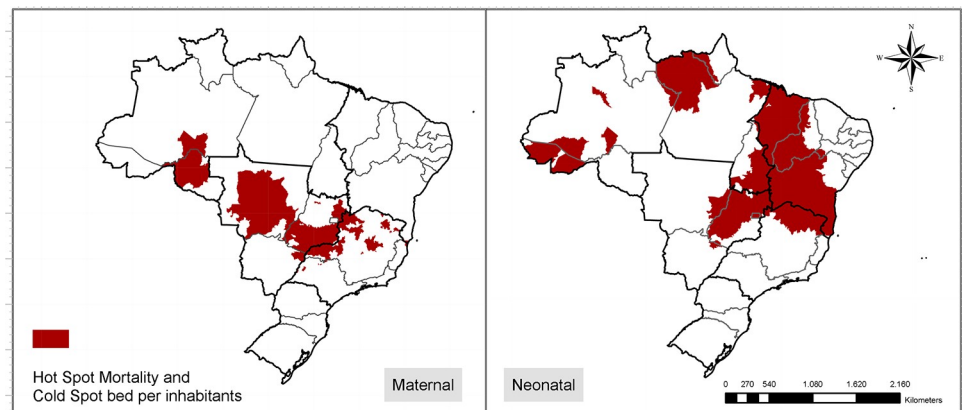 N
W
E
S
Hot Spot Mortality and
Cold Spot bed per inhabitants
Maternal
Neonatal
0 270 540 1.080 1.620 2.160
Kilometers